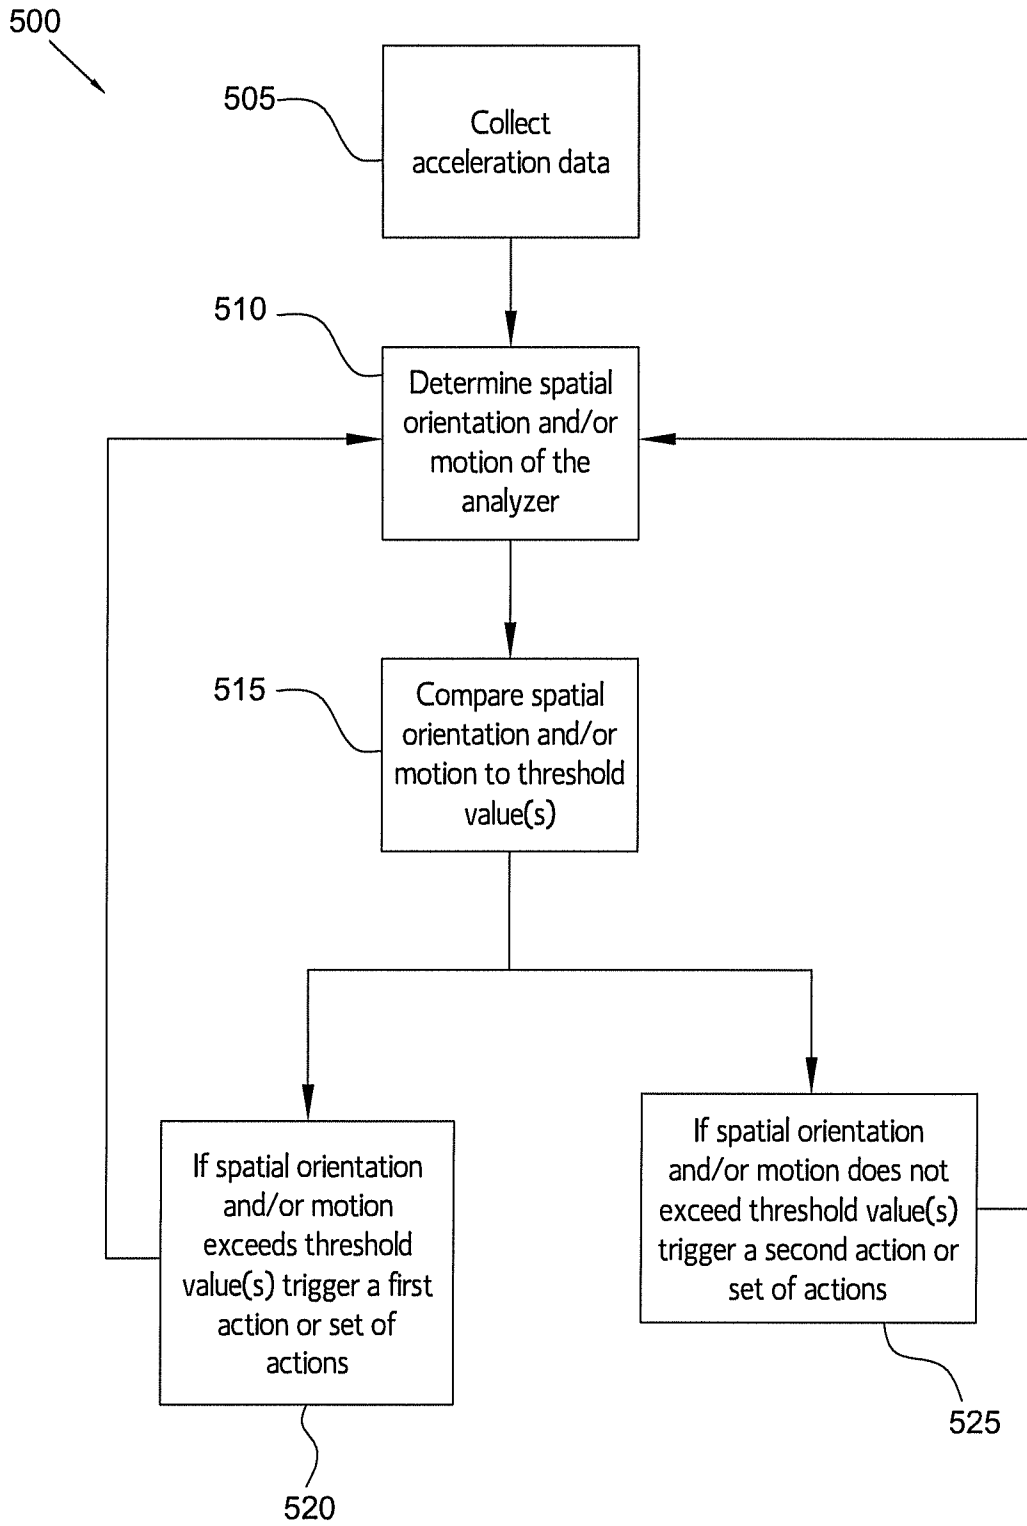 500
505
Collect
acceleration data
510
Determine spatial
orientation and/or
motion of the
analyzer
515
Compare spatial
orientation and/or
motion to threshold
value(s)
If spatial orientation
and/or motion
exceeds threshold
value(s) trigger a first
action or set of
actions
520
If spatial orientation
and/or motion does not
exceed threshold value(s)
trigger a second action or
set of actions
525